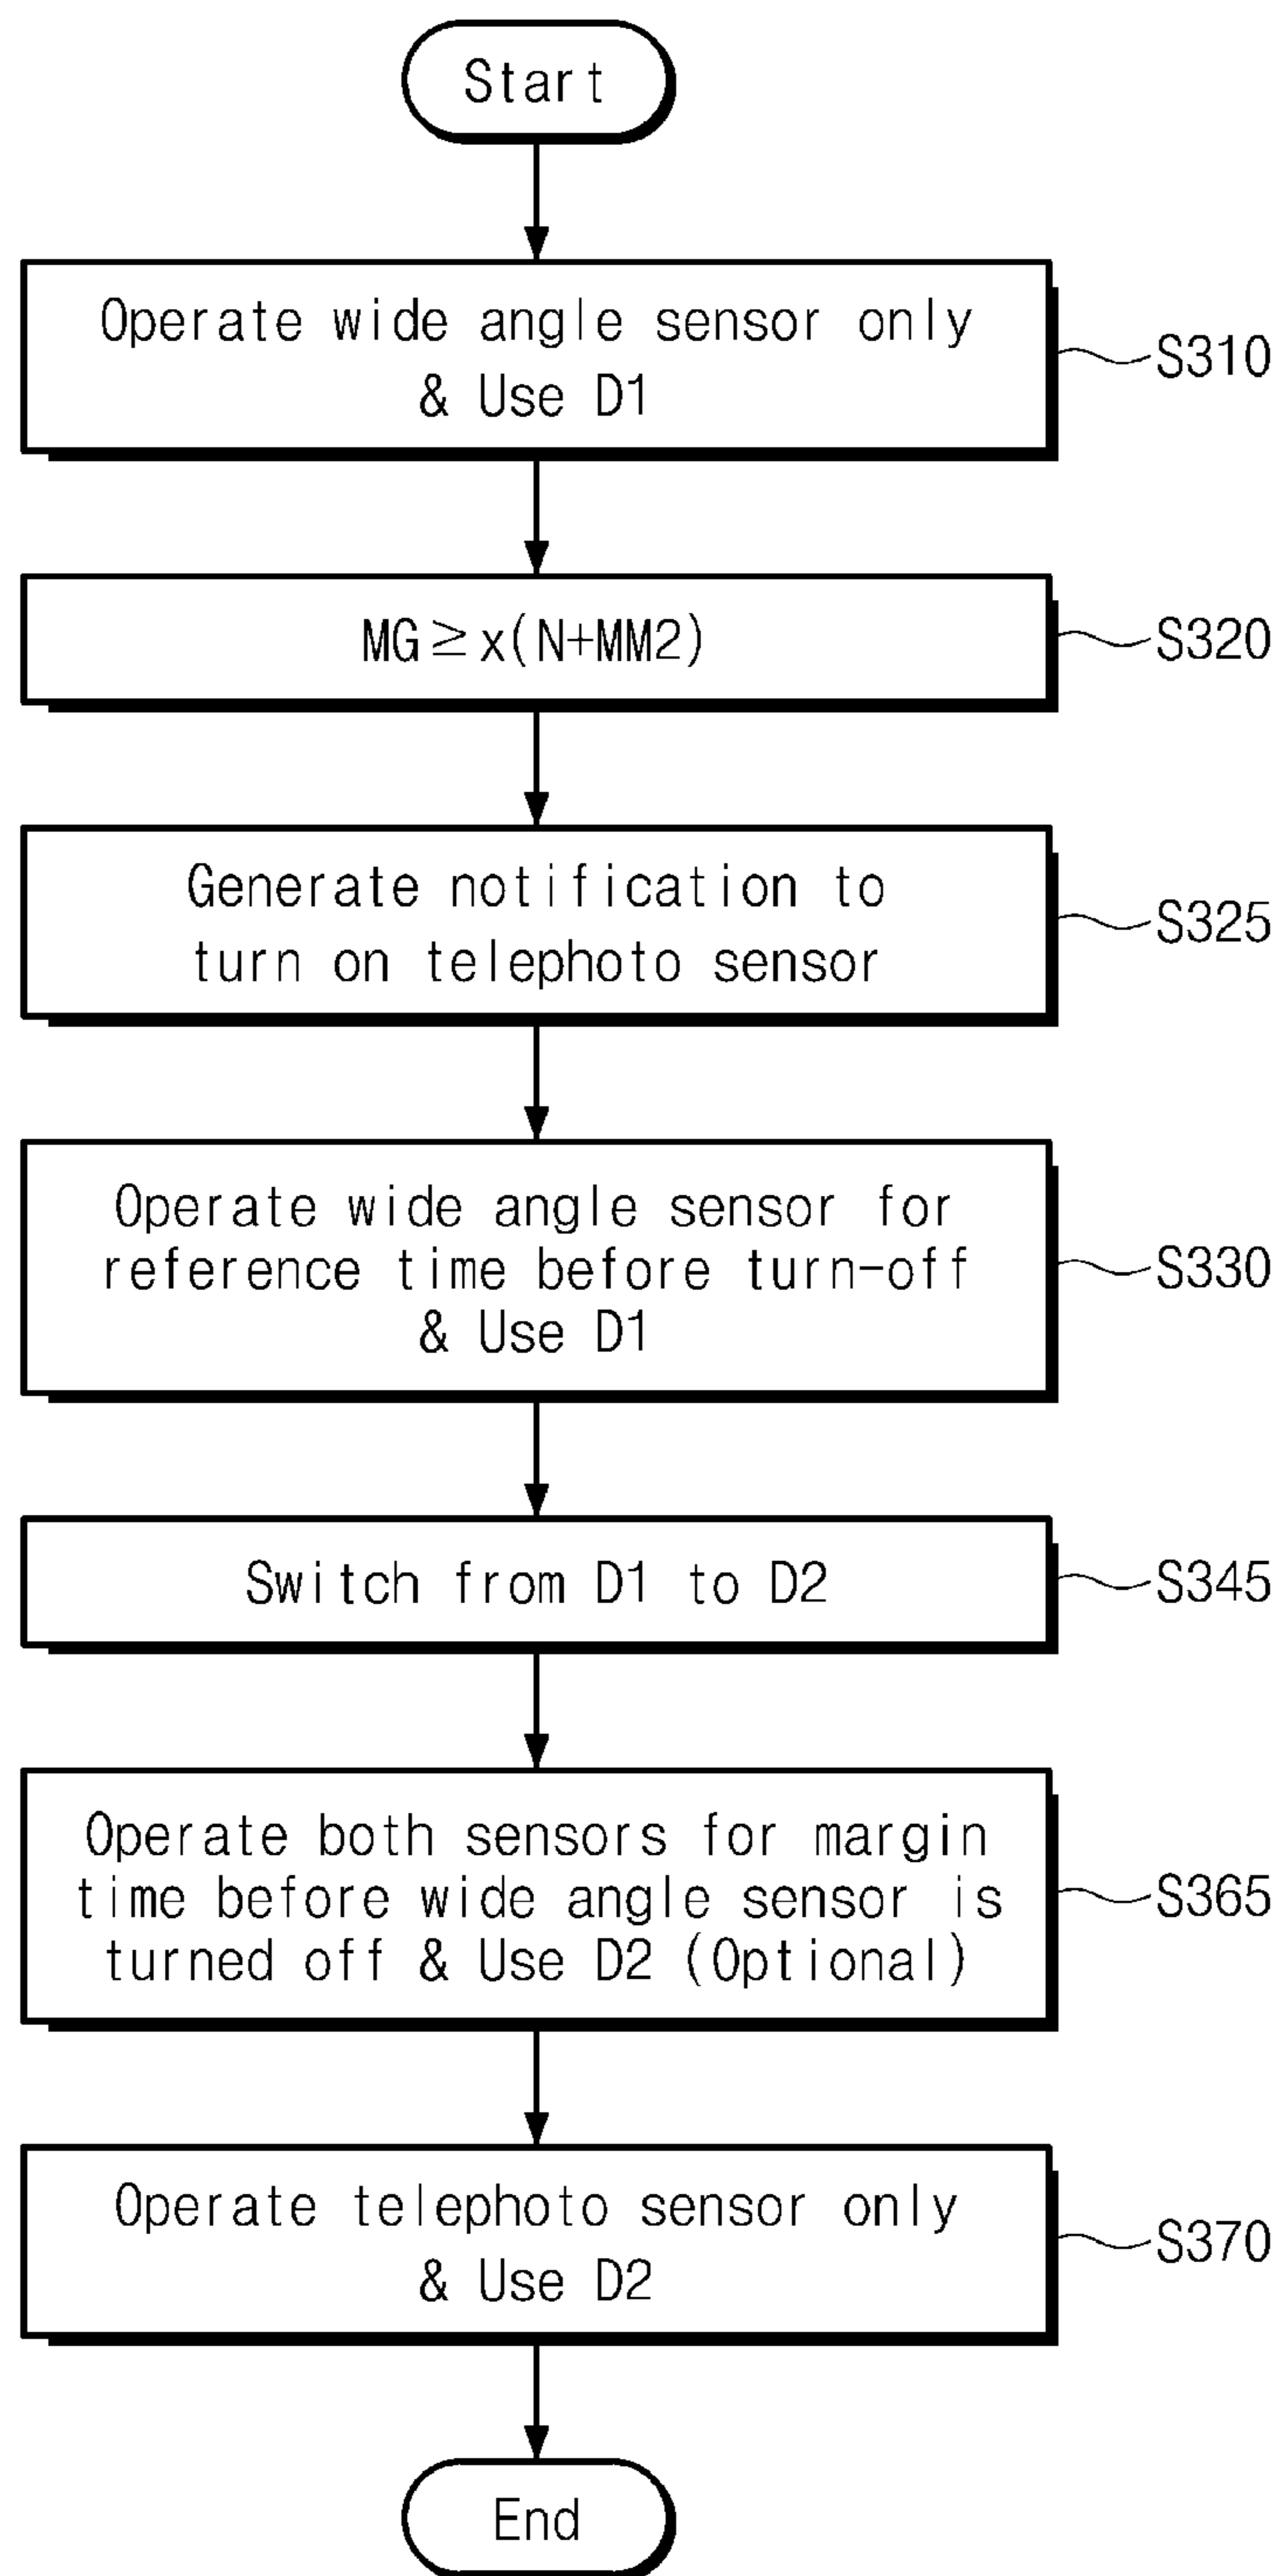 Start
Operate wide angle sensor only
& Use D1
S310
MG≥x(N+MM2)
S320
Generate notification to
turn on telephoto sensor
S325
Operate wide angle sensor for
reference time before turn-off
& Use D1
S330
Switch from D1 to D2
S345
Operate both sensors for margin
time before wide angle sensor is
turned off & Use D2 (Optional)
S365
Operate telephoto sensor only
& Use D2
S370
End